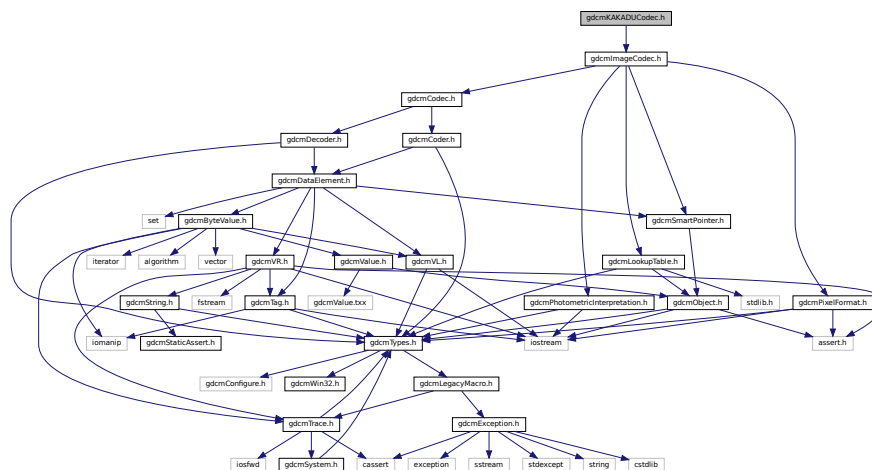 gdcmKAKADUCodec.h
gdcmImageCodec.h
gdcmCodec.h
gdcmDecoder.h
gdcmCoder.h
gdcmDataElement.h
set
gdcmByteValue.h
gdcmSmartPointer.h
iterator
algorithm
vector
gdcmVR.h
gdcmValue.h
gdcmVL.h
gdcmLookupTable.h
gdcmString.h
fstream
gdcmTag.h
gdcmValue.txx
gdcmPhotometricInterpretation.h
gdcmObject.h
stdlib.h
gdcmPixelFormat.h
iomanip
gdcmStaticAssert.h
gdcmTypes.h
iostream
assert.h
gdcmConfigure.h
gdcmWin32.h
gdcmLegacyMacro.h
gdcmTrace.h
gdcmException.h
iosfwd
gdcmSystem.h
cassert
exception
sstream
stdexcept
string
cstdlib